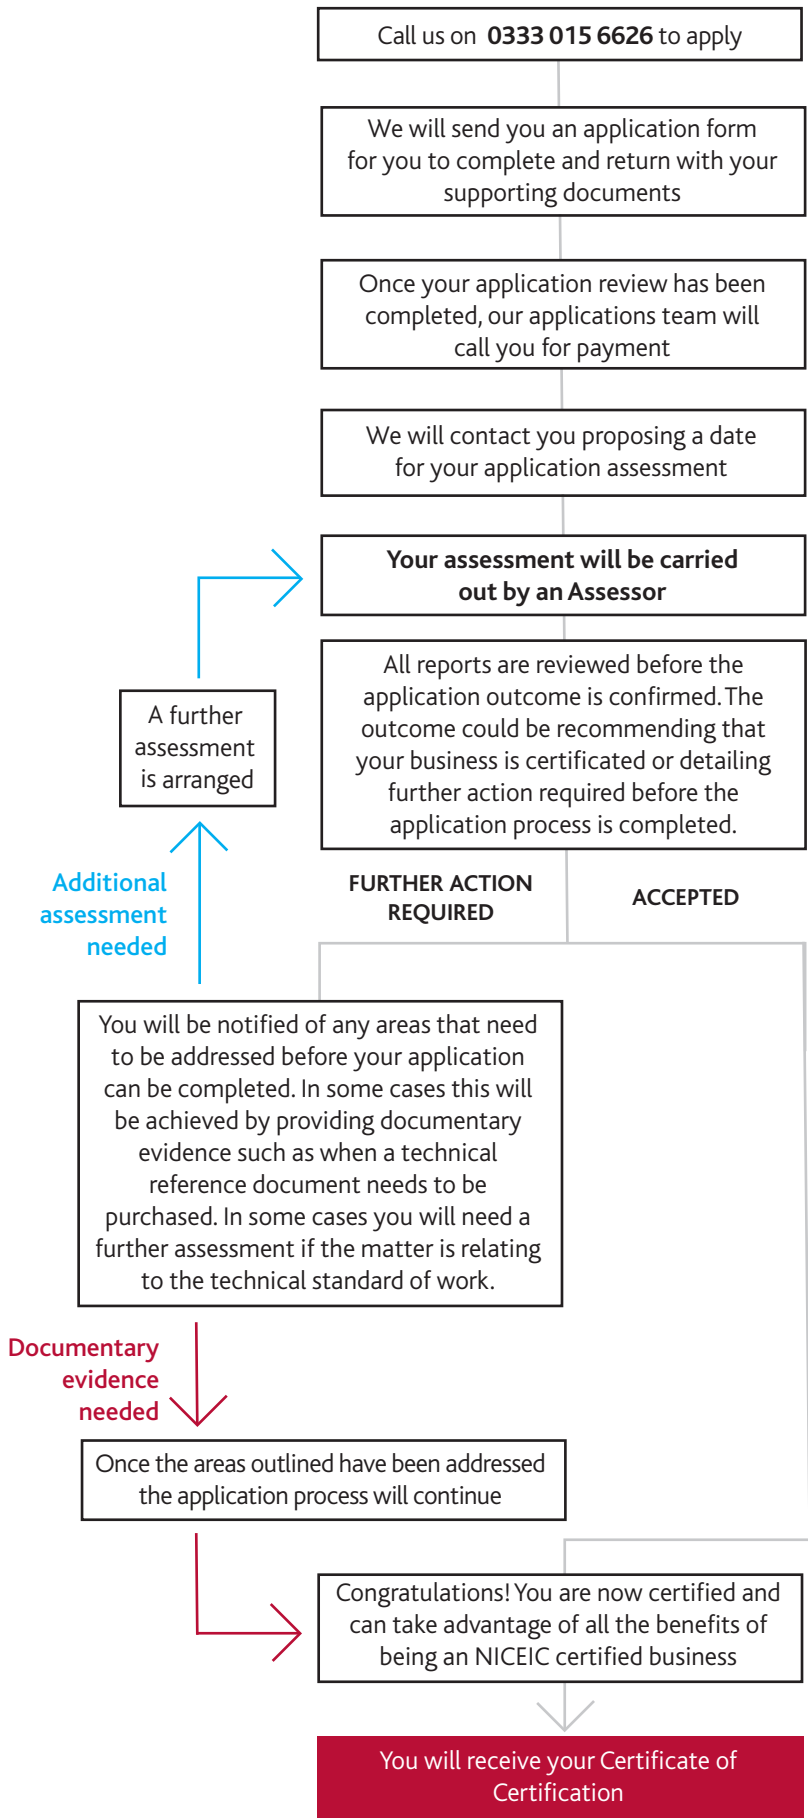 Call us on 0333 015 6626 to apply
We will send you an application form
for you to complete and return with your
supporting documents
Once your application review has been
completed, our applications team will
call you for payment
We will contact you proposing a date
for your application assessment
Your assessment will be carried
out by an Assessor
All reports are reviewed before the
application outcome is confirmed. The
outcome could be recommending that
your business is certificated or detailing
further action required before the
application process is completed.
A further
assessment
is arranged
Additional
assessment
needed
FURTHER ACTION
REQUIRED
ACCEPTED
You will be notified of any areas that need
to be addressed before your application
can be completed. In some cases this will
be achieved by providing documentary
evidence such as when a technical
reference document needs to be
purchased. In some cases you will need a
further assessment if the matter is relating
to the technical standard of work.
Documentary
evidence
needed
Once the areas outlined have been addressed
the application process will continue
Congratulations! You are now certified and
can take advantage of all the benefits of
being an NICEIC certified business
You will receive your Certificate of
Certification